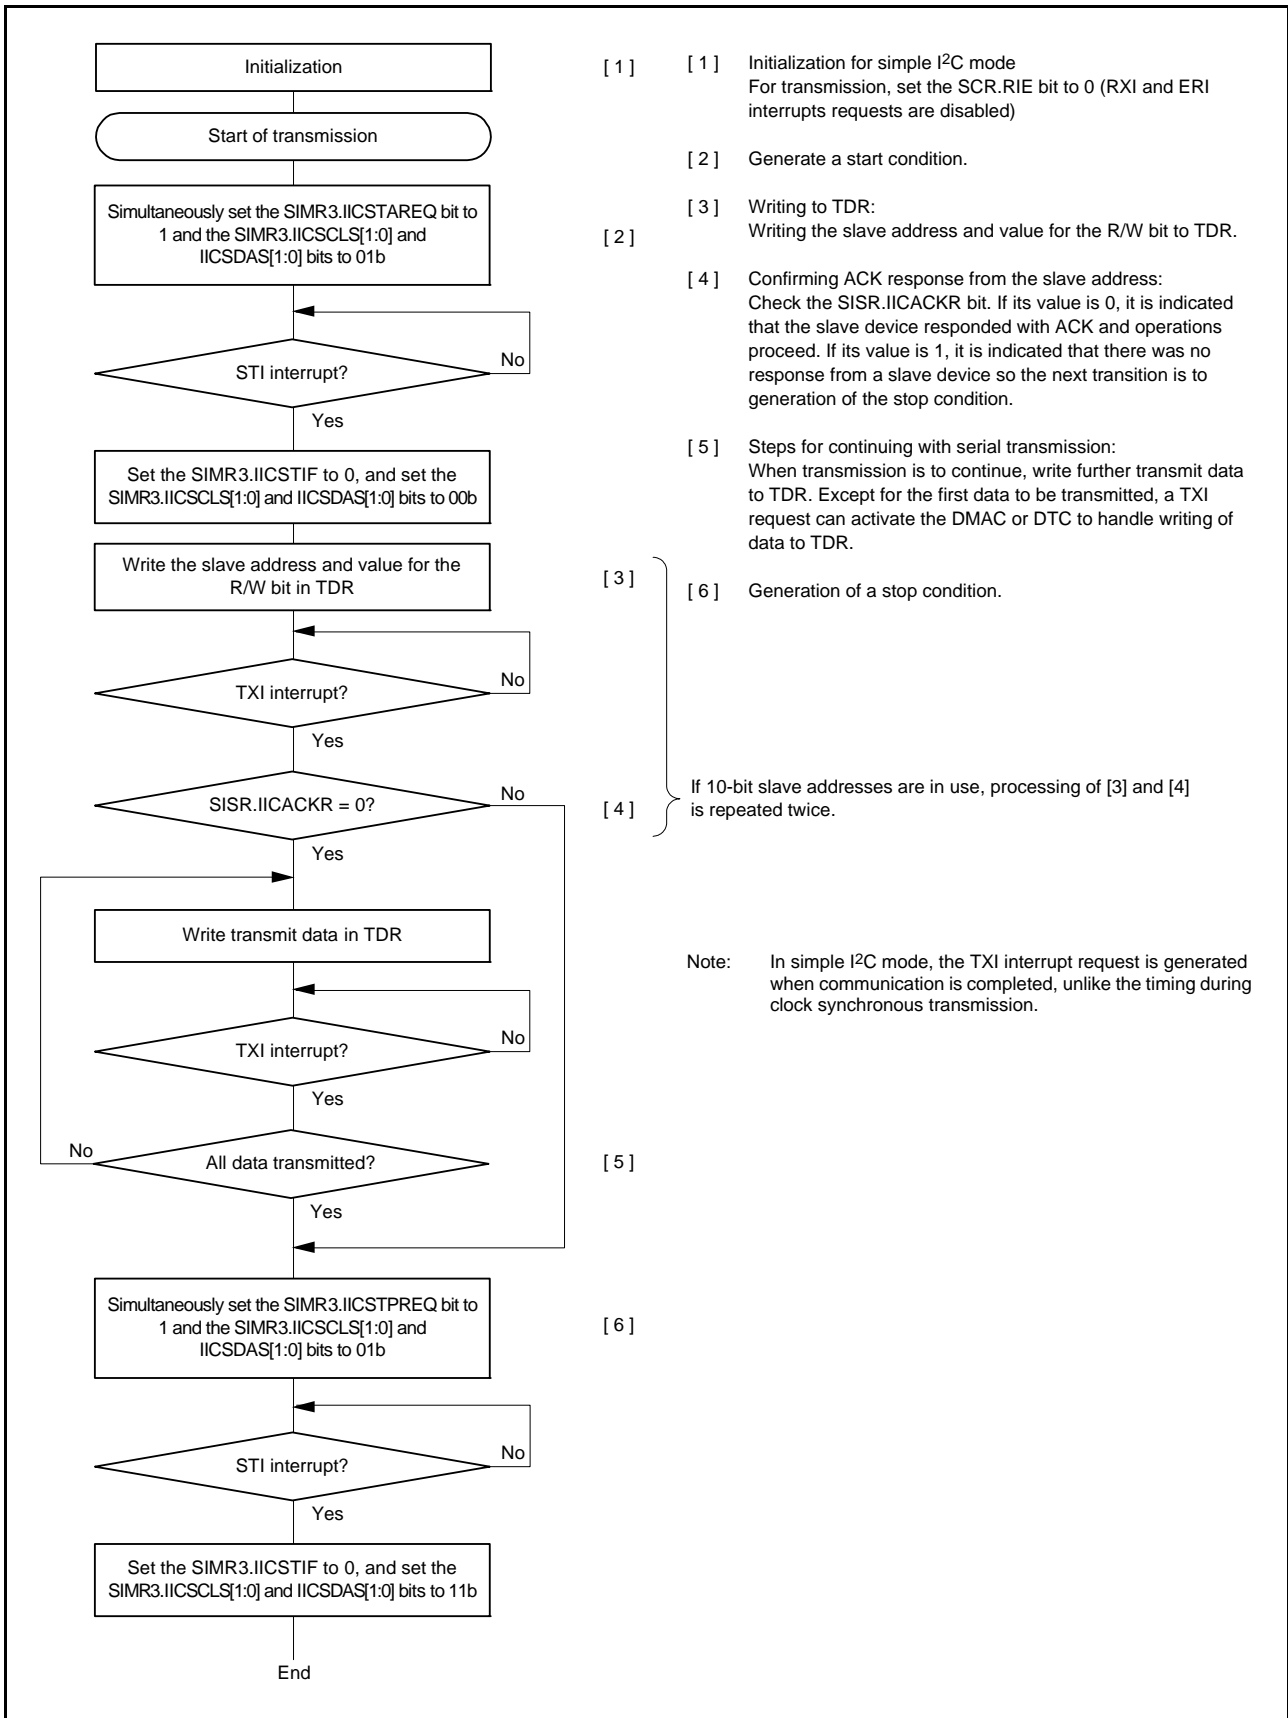 Initialization
[ 1 ]
Start of transmission
Simultaneously set the SIMR3.IICSTAREQ bit to
1 and the SIMR3.IICSCLS[1:0] and
IICSDAS[1:0] bits to 01b
[ 2 ]
STI interrupt?
No
Yes
Set the SIMR3.IICSTIF to 0, and set the
SIMR3.IICSCLS[1:0] and IICSDAS[1:0] bits to 00b
Write the slave address and value for the
R/W bit in TDR
[ 3 ]
TXI interrupt?
No
Yes
SISR.IICACKR = 0?
No
[ 4 ]
Yes
Write transmit data in TDR
TXI interrupt?
No
Yes
No
All data transmitted?
[ 5 ]
Yes
Simultaneously set the SIMR3.IICSTPREQ bit to
1 and the SIMR3.IICSCLS[1:0] and
IICSDAS[1:0] bits to 01b
[ 6 ]
STI interrupt?
No
Yes
Set the SIMR3.IICSTIF to 0, and set the
SIMR3.IICSCLS[1:0] and IICSDAS[1:0] bits to 11b
End
[ 1 ] Initialization for simple I2C mode
For transmission, set the SCR.RIE bit to 0 (RXI and ERI
interrupts requests are disabled)
[ 2 ] Generate a start condition.
[ 3 ] Writing to TDR:
Writing the slave address and value for the R/W bit to TDR.
[ 4 ] Confirming ACK response from the slave address:
Check the SISR.IICACKR bit. If its value is 0, it is indicated
that the slave device responded with ACK and operations
proceed. If its value is 1, it is indicated that there was no
response from a slave device so the next transition is to
generation of the stop condition.
[ 5 ] Steps for continuing with serial transmission:
When transmission is to continue, write further transmit data
to TDR. Except for the first data to be transmitted, a TXI
request can activate the DMAC or DTC to handle writing of
data to TDR.
[ 6 ] Generation of a stop condition.
If 10-bit slave addresses are in use, processing of [3] and [4]
is repeated twice.
Note: In simple I2C mode, the TXI interrupt request is generated
when communication is completed, unlike the timing during
clock synchronous transmission.